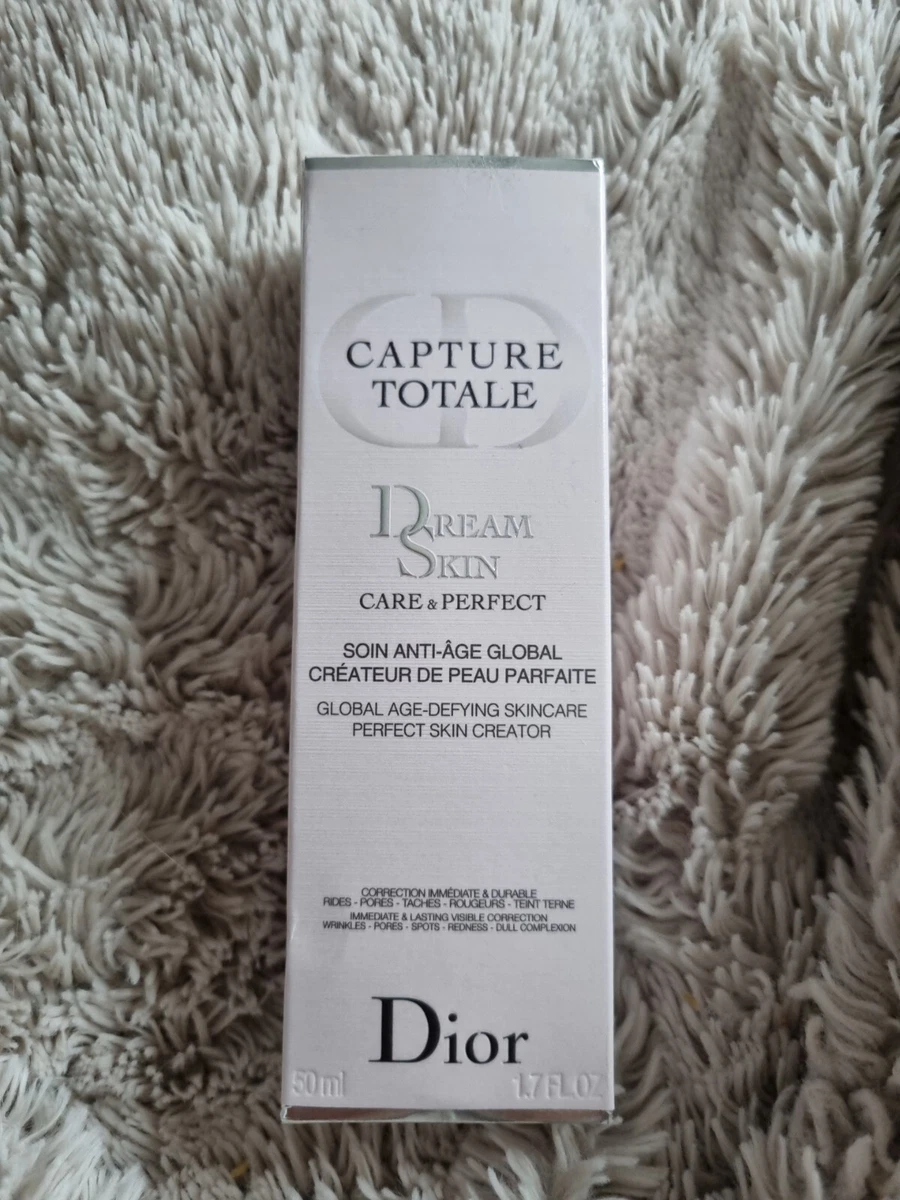 CAPTURE
TOTALE
DREAM
SKIN
CARE & PERFECT
SOIN ANTI-ÂGE GLOBAL
CRÉATEUR DE PEAU PARFAITE
GLOBAL AGE-DEFYING SKINCARE
PERFECT SKIN CREATOR
CORRECTION IMMÉDIATE & DURABLE
RIDES - PORES - TACHES - ROUGEURS - TEINT TERNE
IMMEDIATE & LASTING VISIBLE CORRECTION
WRINKLES - PORES - SPOTS - REDNESS - DULL COMPLEXION
Dior
50 ml 1.7 FL.OZ